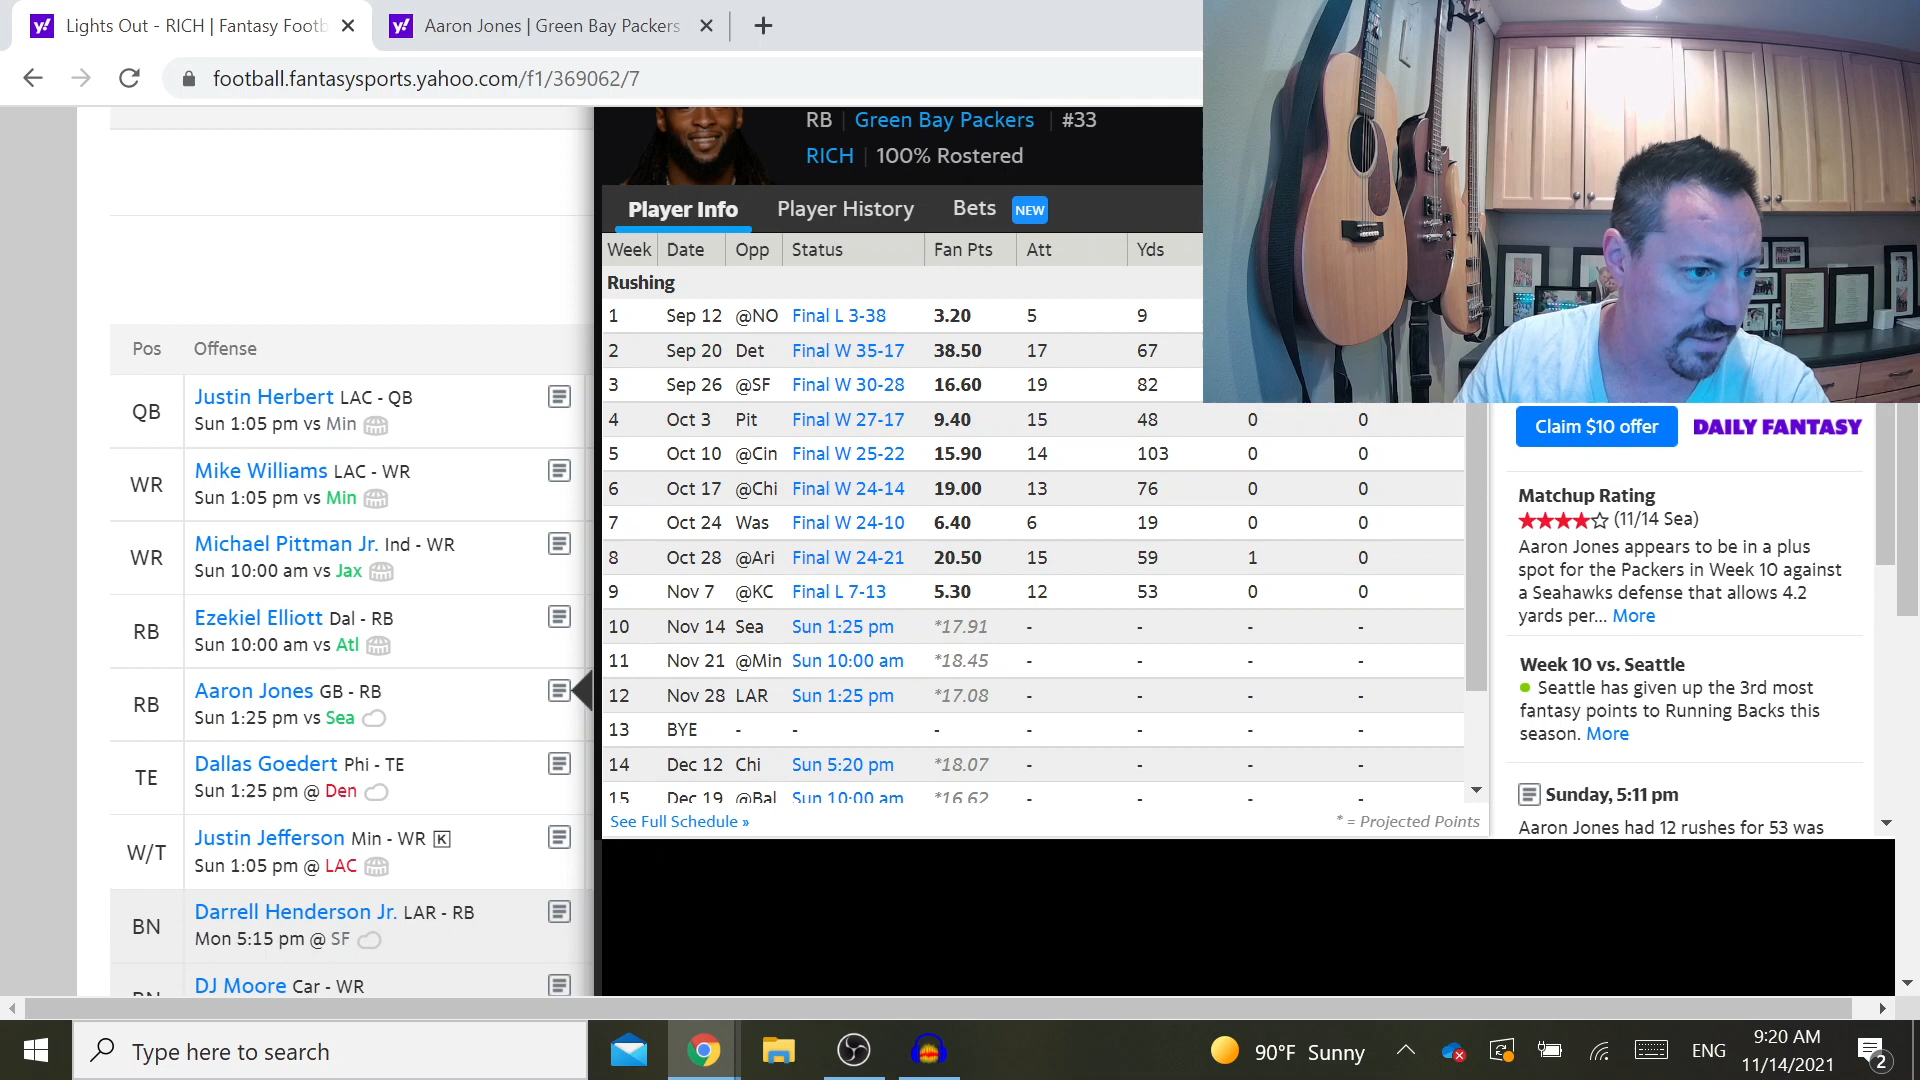 Lights Out - RICH | Fantasy Footb
Aaron Jones | Green Bay Packers
football.fantasysports.yahoo.com/f1/369062/7
RB | Green Bay Packers | #33
RICH | 100% Rostered
Player Info Player History Bets NEW
Week Date Opp Status Fan Pts Att Yds
Rushing
1 Sep 12 @NO Final L 3-38 3.20 5 9
2 Sep 20 Det Final W 35-17 38.50 17 67
3 Sep 26 @SF Final W 30-28 16.60 19 82
4 Oct 3 Pit Final W 27-17 9.40 15 48 0 0
5 Oct 10 @Cin Final W 25-22 15.90 14 103 0 0
6 Oct 17 @Chi Final W 24-14 19.00 13 76 0 0
7 Oct 24 Was Final W 24-10 6.40 6 19 0 0
8 Oct 28 @Ari Final W 24-21 20.50 15 59 1 0
9 Nov 7 @KC Final L 7-13 5.30 12 53 0 0
10 Nov 14 Sea Sun 1:25 pm *17.91 - - - -
11 Nov 21 @Min Sun 10:00 am *18.45 - - - -
12 Nov 28 LAR Sun 1:25 pm *17.08 - - - -
13 BYE - - - - - - -
14 Dec 12 Chi Sun 5:20 pm *18.07 - - - -
15 Dec 19 @Bal Sun 10:00 am *16.62 - - - -
See Full Schedule »
* = Projected Points
Pos Offense
QB
Justin Herbert LAC - QB
Sun 1:05 pm vs Min
WR
Mike Williams LAC - WR
Sun 1:05 pm vs Min
WR
Michael Pittman Jr. Ind - WR
Sun 10:00 am vs Jax
RB
Ezekiel Elliott Dal - RB
Sun 10:00 am vs Atl
RB
Aaron Jones GB - RB
Sun 1:25 pm vs Sea
TE
Dallas Goedert Phi - TE
Sun 1:25 pm @ Den
W/T
Justin Jefferson Min - WR K
Sun 1:05 pm @ LAC
BN
Darrell Henderson Jr. LAR - RB
Mon 5:15 pm @ SF
BN
DJ Moore Car - WR
Claim $10 offer
DAILY FANTASY
Matchup Rating
(11/14 Sea)
Aaron Jones appears to be in a plus
spot for the Packers in Week 10 against
a Seahawks defense that allows 4.2
yards per... More
Week 10 vs. Seattle
Seattle has given up the 3rd most
fantasy points to Running Backs this
season. More
Sunday, 5:11 pm
Aaron Jones had 12 rushes for 53 was
Type here to search
90°F Sunny
ENG
9:20 AM
11/14/2021
2